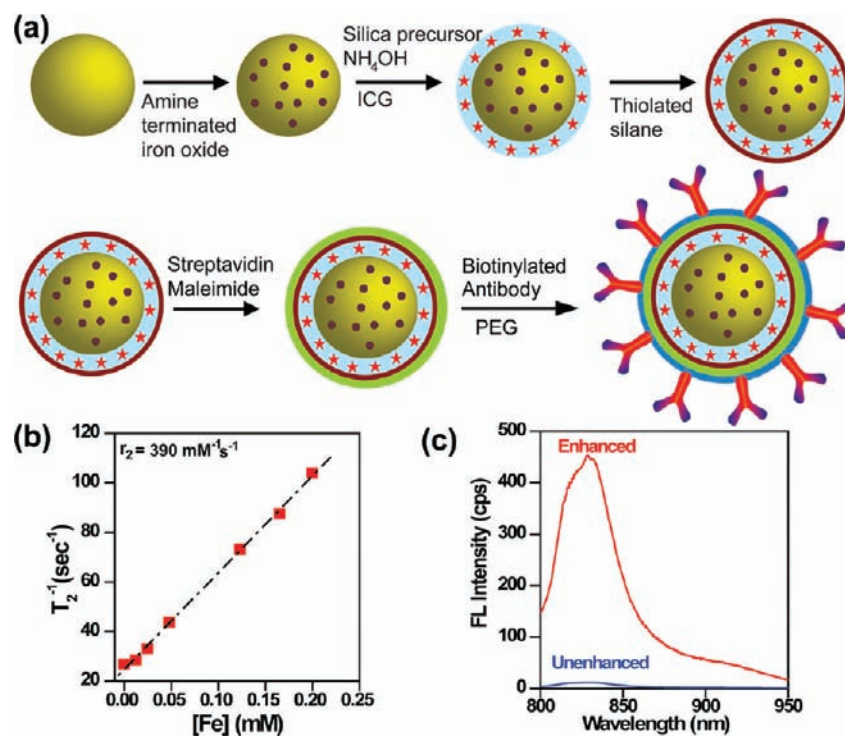 (a)
Amine
terminated
iron oxide
Silica precursor
NH₄OH
ICG
Thiolated
silane
Streptavidin
Maleimide
Biotinylated
Antibody
PEG
(b)
r₂ = 390 mM⁻¹s⁻¹
T₂⁻¹ (sec⁻¹)
120
100
80
60
40
20
0.00 0.05 0.10 0.15 0.20
[Fe] (mM)
(c)
FL Intensity (cps)
500
400
300
200
100
0
Enhanced
Unenhanced
800 850 900 950
Wavelength (nm)